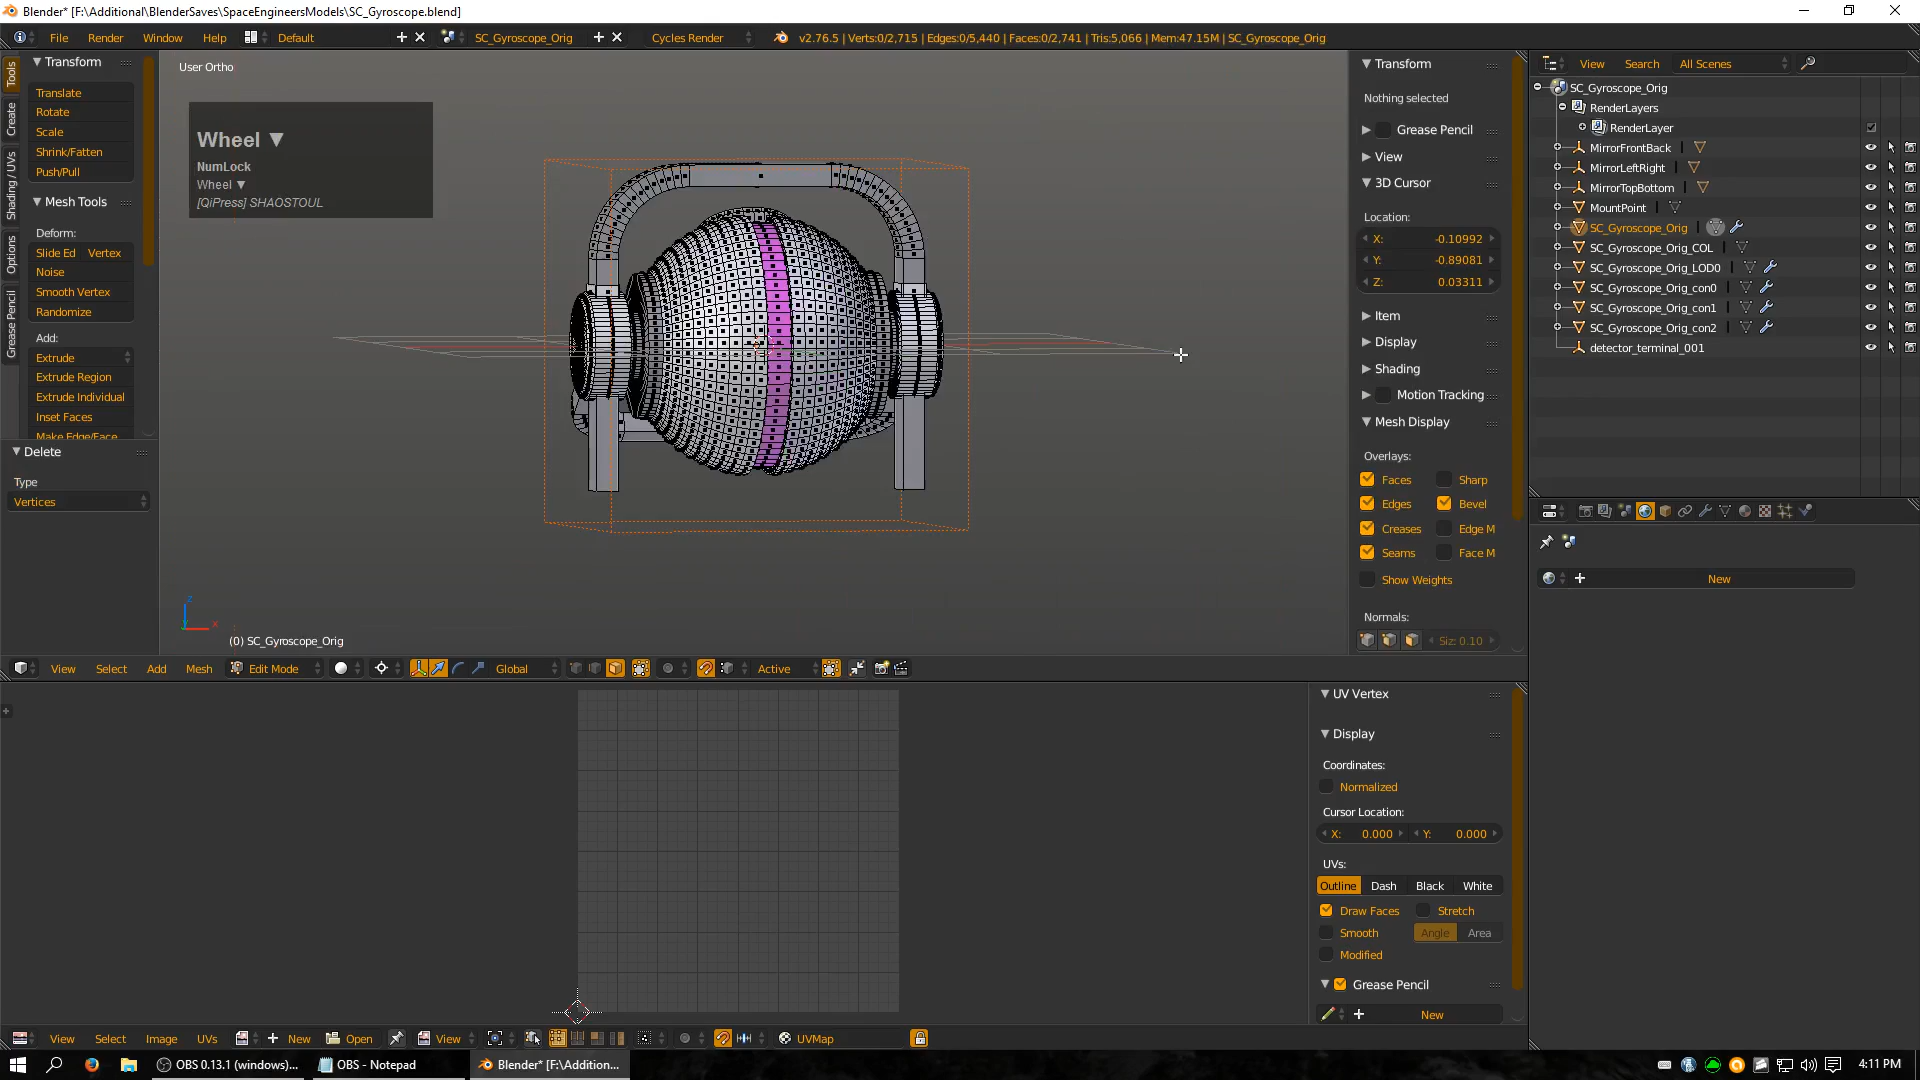 Blender* [F:\Additional\BlenderSaves\SpaceEngineersModels\SC_Gyroscope.blend]
File Render Window Help Default SC_Gyroscope_Orig Cycles Render v2.76.5 | Verts:0/2,715 | Edges:0/5,440 | Faces:0/2,741 | Tris:5,066 | Mem:47.15M | SC_Gyroscope_Orig
Tools
Create
Shading / UVs
Options
Grease Pencil
Transform
Translate
Rotate
Scale
Shrink/Fatten
Push/Pull
Mesh Tools
Deform:
Slide Ed Vertex
Noise
Smooth Vertex
Randomize
Add:
Extrude
Extrude Region
Extrude Individual
Inset Faces
Make Edge/Face
Delete
Type
Vertices
User Ortho
Wheel ▼
NumLock
Wheel ▼
[QiPress] SHAOSTOUL
z
x
(0) SC_Gyroscope_Orig
View Select Add Mesh Edit Mode Global Active
Transform
Nothing selected
Grease Pencil
View
3D Cursor
Location:
X: -0.10992
Y: -0.89081
Z: 0.03311
Item
Display
Shading
Motion Tracking
Mesh Display
Overlays:
Faces Sharp
Edges Bevel
Creases Edge M
Seams Face M
Show Weights
Normals:
Siz: 0.10
View Search All Scenes
SC_Gyroscope_Orig
RenderLayers
RenderLayer
MirrorFrontBack
MirrorLeftRight
MirrorTopBottom
MountPoint
SC_Gyroscope_Orig
SC_Gyroscope_Orig_COL
SC_Gyroscope_Orig_LOD0
SC_Gyroscope_Orig_con0
SC_Gyroscope_Orig_con1
SC_Gyroscope_Orig_con2
detector_terminal_001
New
UV Vertex
Display
Coordinates:
Normalized
Cursor Location:
X: 0.000 Y: 0.000
UVs:
Outline Dash Black White
Draw Faces Stretch
Smooth Angle Area
Modified
Grease Pencil
New
View Select Image UVs New Open View UVMap
OBS 0.13.1 (windows)... OBS - Notepad Blender* [F:\Addition... 4:11 PM